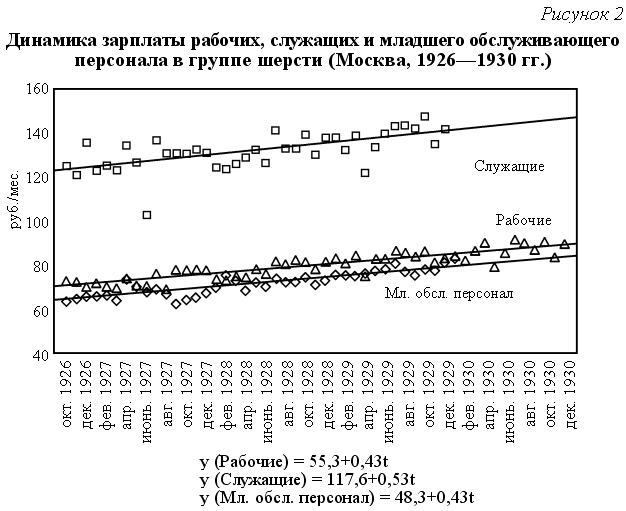 Рисунок 2
Динамика зарплаты рабочих, служащих и младшего обслуживающего
персонала в группе шерсти (Москва, 1926—1930 гг.)
160
140
120
100
80
60
40
руб./мес.
Служащие
Рабочие
Мл. обсл. персонал
окт. 1926
дек. 1926
фев. 1927
апр. 1927
июнь. 1927
авг. 1927
окт. 1927
дек. 1927
фев. 1928
апр. 1928
июнь. 1928
авг. 1928
окт. 1928
дек. 1928
фев. 1929
апр. 1929
июнь. 1929
авг. 1929
окт. 1929
дек. 1929
фев. 1930
апр. 1930
июнь. 1930
авг. 1930
окт. 1930
дек. 1930
y (Рабочие) = 55,3+0,43t
y (Служащие) = 117,6+0,53t
y (Мл. обсл. персонал) = 48,3+0,43t